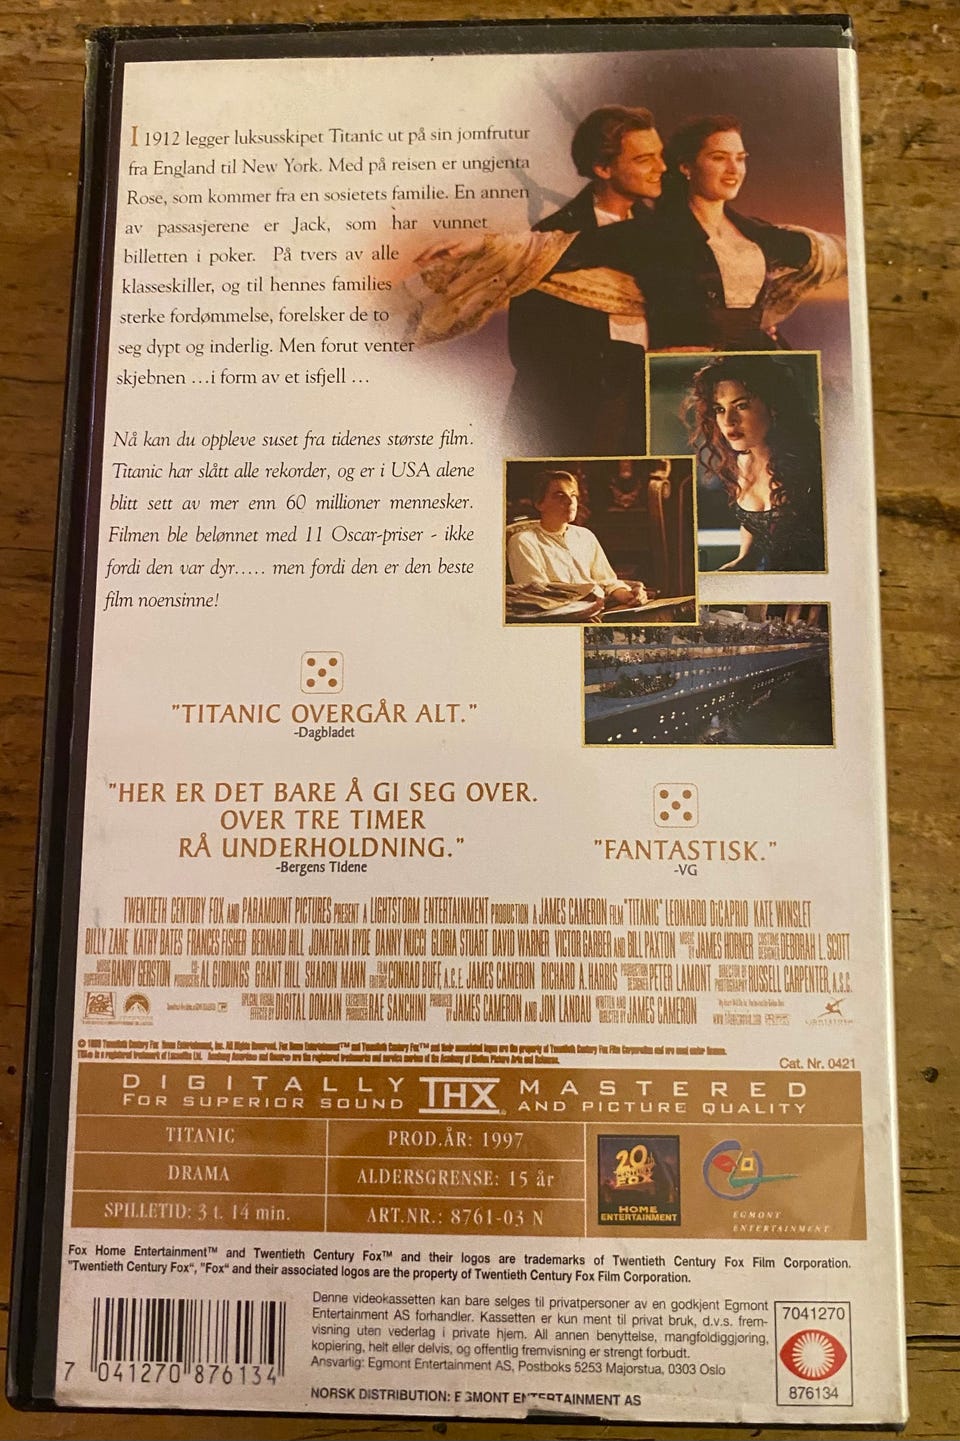 I 1912 legger luksusskipet Titanic ut på sin jomfrutur
fra England til New York. Med på reisen er ungjenta
Rose, som kommer fra en sosietets familie. En annen
av passasjerene er Jack, som har vunnet
billetten i poker. På tvers av alle
klasseskiller, og til hennes families
sterke fordømmelse, forelsker de to
seg dypt og inderlig. Men forut venter
skjebnen ...i form av et isfjell ...
Nå kan du oppleve suset fra tidenes største film.
Titanic har slått alle rekorder, og er i USA alene
blitt sett av mer enn 60 millioner mennesker.
Filmen ble belønnet med 11 Oscar-priser - ikke
fordi den var dyr..... men fordi den er den beste
film noensinne!
"TITANIC OVERGÅR ALT."
-Dagbladet
"HER ER DET BARE Å GI SEG OVER.
OVER TRE TIMER
RÅ UNDERHOLDNING."
-Bergens Tidene
"FANTASTISK."
-VG
TWENTIETH CENTURY FOX AND PARAMOUNT PICTURES PRESENT A LIGHTSTORM ENTERTAINMENT PRODUCTION A JAMES CAMERON FILM "TITANIC" LEONARDO DiCAPRIO KATE WINSLET
BILLY ZANE KATHY BATES FRANCES FISHER BERNARD HILL JONATHAN HYDE DANNY NUCCI GLORIA STUART DAVID WARNER VICTOR GARBER AND BILL PAXTON MUSIC BY JAMES HORNER COSTUME DESIGNER DEBORAH L. SCOTT
MUSIC SUPERVISOR RANDY GERSTON CO-PRODUCERS AL GIDDINGS GRANT HILL SHARON MANN FILM EDITORS CONRAD BUFF, A.C.E. JAMES CAMERON RICHARD A. HARRIS PRODUCTION DESIGNER PETER LAMONT DIRECTOR OF PHOTOGRAPHY RUSSELL CARPENTER, A.S.C.
SPECIAL VISUAL EFFECTS BY DIGITAL DOMAIN EXECUTIVE PRODUCER RAE SANCHINI PRODUCED BY JAMES CAMERON AND JON LANDAU WRITTEN AND DIRECTED BY JAMES CAMERON
Cat. Nr. 0421
DIGITALLY THX MASTERED
FOR SUPERIOR SOUND AND PICTURE QUALITY
TITANIC
PROD.ÅR: 1997
DRAMA
ALDERSGRENSE: 15 år
SPILLETID: 3 t. 14 min.
ART.NR.: 8761-03 N
20th
CENTURY
FOX
HOME
ENTERTAINMENT
EGMONT
ENTERTAINMENT
Fox Home Entertainment™ and Twentieth Century Fox™ and their logos are trademarks of Twentieth Century Fox Film Corporation.
"Twentieth Century Fox", "Fox" and their associated logos are the property of Twentieth Century Fox Film Corporation.
7 041270 876134
Denne videokassetten kan bare selges til privatpersoner av en godkjent Egmont
Entertainment AS forhandler. Kassetten er kun ment til privat bruk, d.v.s. frem-
visning uten vederlag i private hjem. All annen benyttelse, mangfoldiggjøring,
kopiering, helt eller delvis, og offentlig fremvisning er strengt forbudt.
Ansvarlig: Egmont Entertainment AS, Postboks 5253 Majorstua, 0303 Oslo
NORSK DISTRIBUTION: EGMONT ENTERTAINMENT AS
7041270
876134